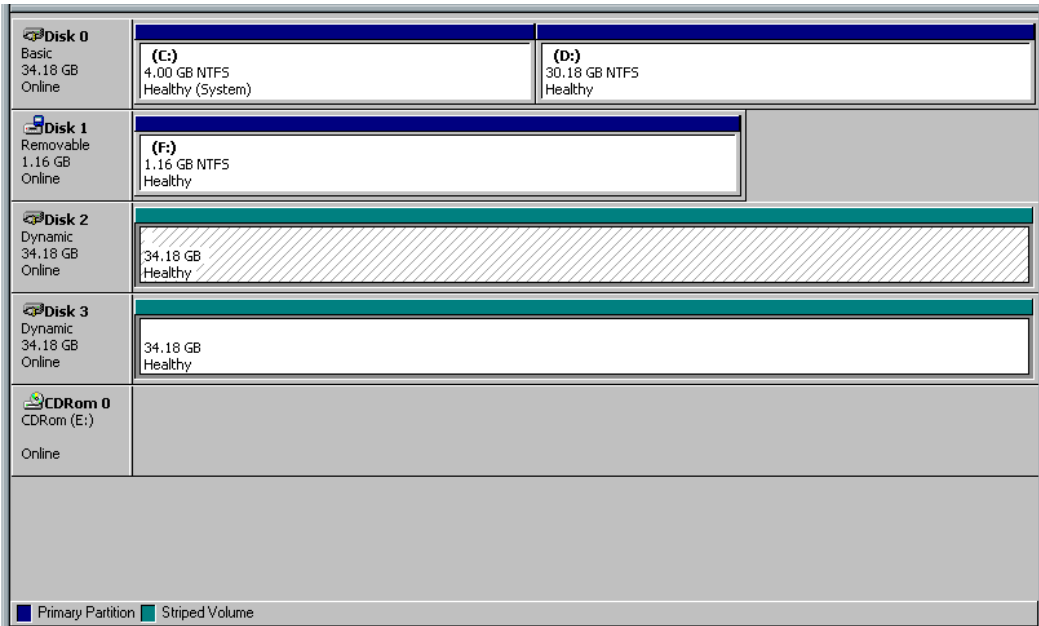 Disk 0
Basic
34.18 GB
Online
(C:)
4.00 GB NTFS
Healthy (System)
(D:)
30.18 GB NTFS
Healthy
Disk 1
Removable
1.16 GB
Online
(F:)
1.16 GB NTFS
Healthy
Disk 2
Dynamic
34.18 GB
Online
34.18 GB
Healthy
Disk 3
Dynamic
34.18 GB
Online
34.18 GB
Healthy
CDRom 0
CDRom (E:)
Online
Primary Partition Striped Volume